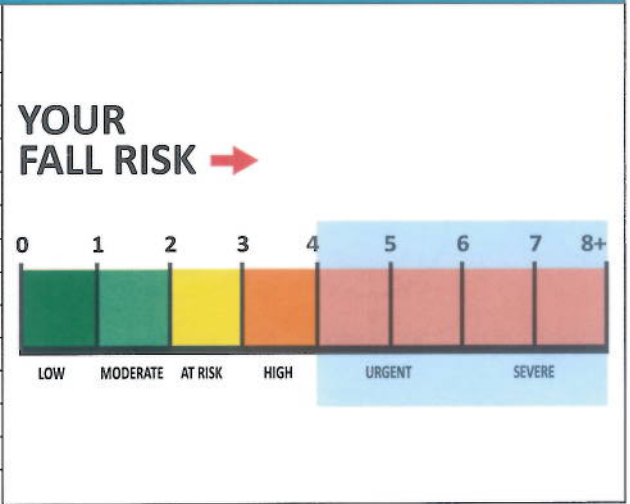 YOUR
FALL RISK
0 1 2 3 4 5 6 7 8+
LOW MODERATE AT RISK HIGH URGENT SEVERE